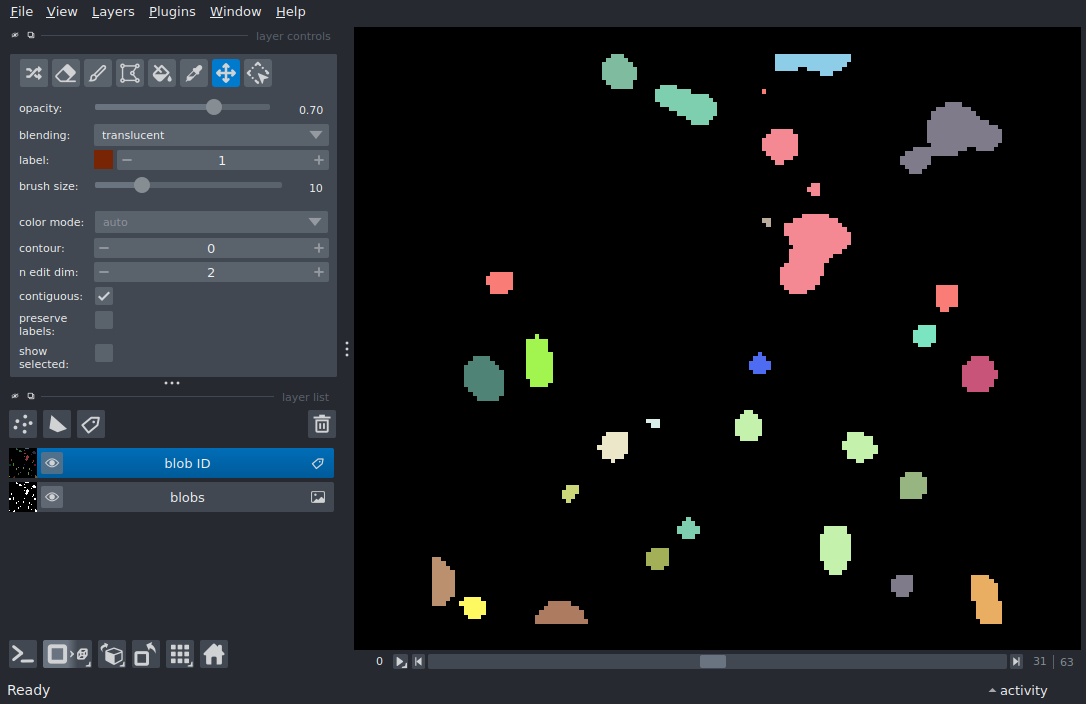 File View Layers Plugins Window Help
layer controls
opacity: 0.70
blending: translucent
label: 1
brush size: 10
color mode: auto
contour: 0
n edit dim: 2
contiguous:
preserve
labels:
show
selected:
layer list
blob ID
blobs
0 31 | 63
Ready activity